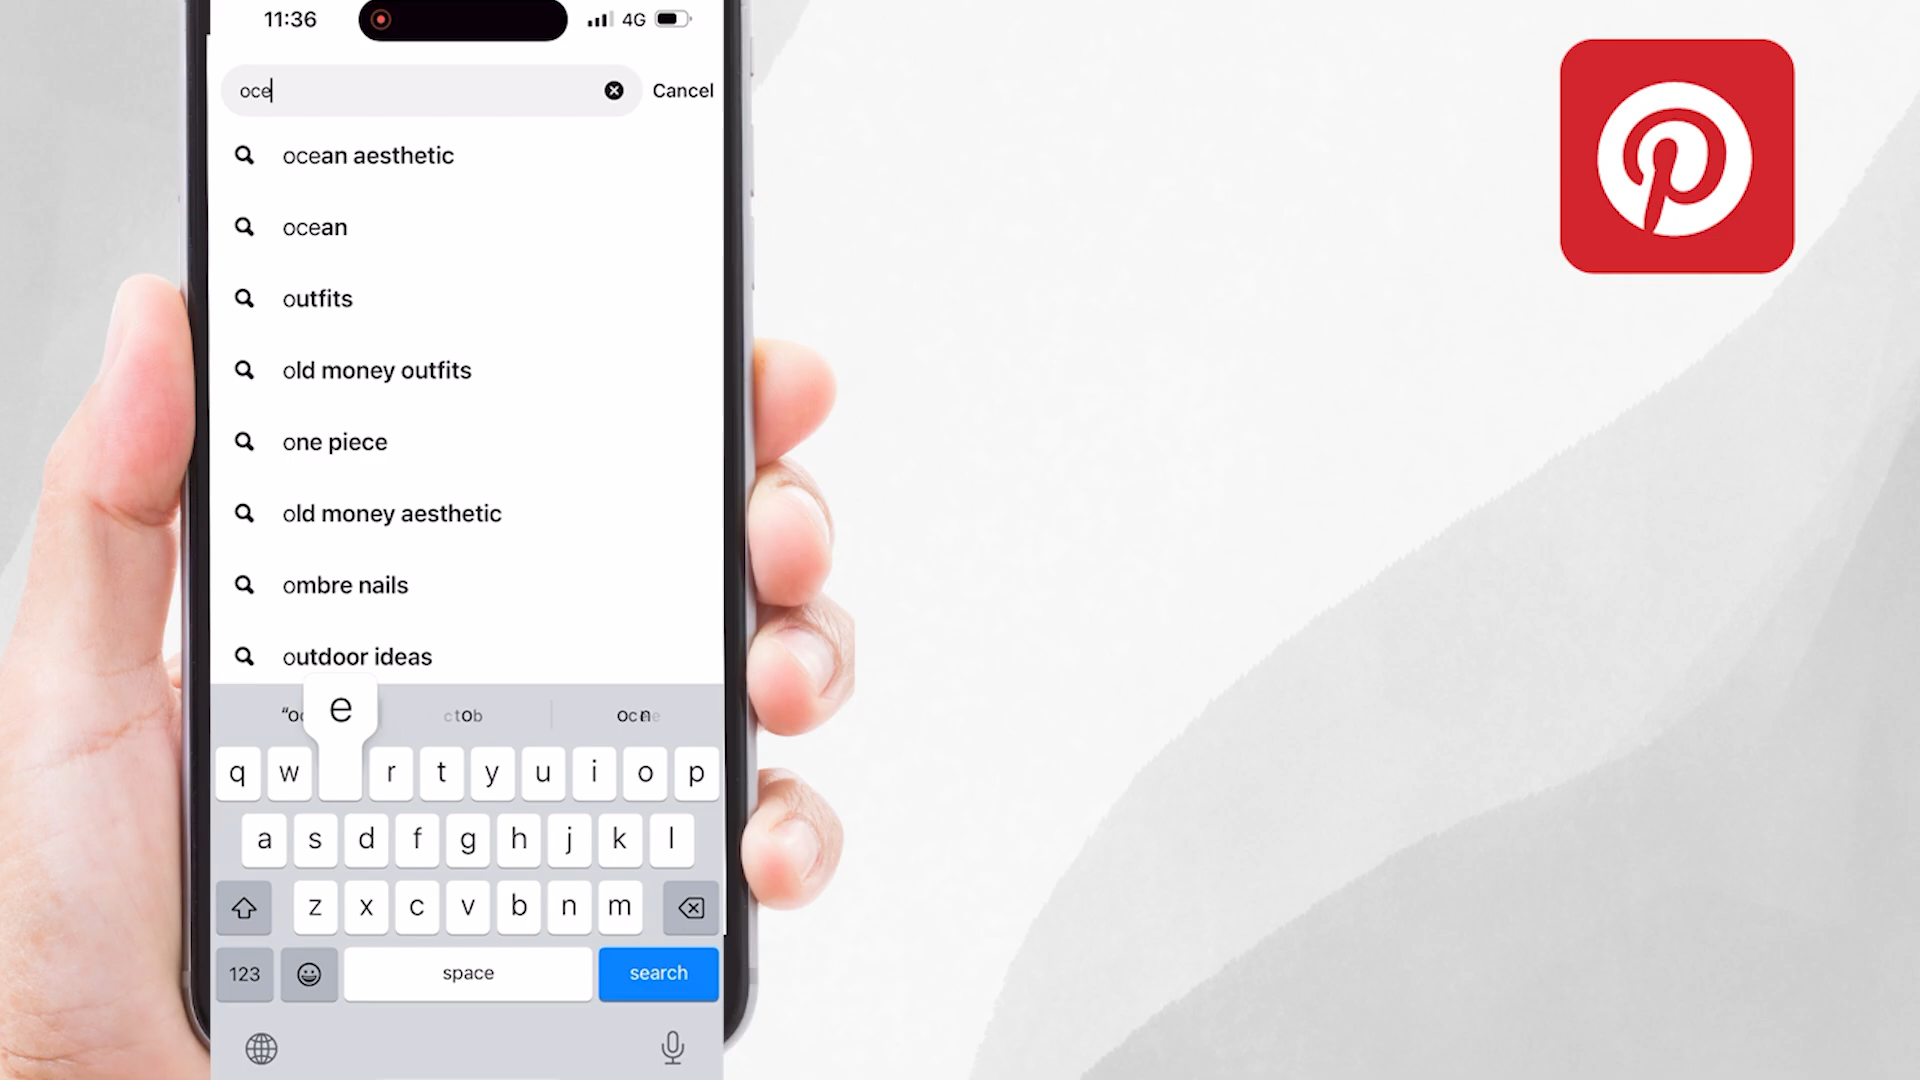 11:36 4G
oce Cancel
ocean aesthetic
ocean
outfits
old money outfits
one piece
old money aesthetic
ombre nails
outdoor ideas
e
q w r t y u i o p
a s d f g h j k l
z x c v b n m
123 space search